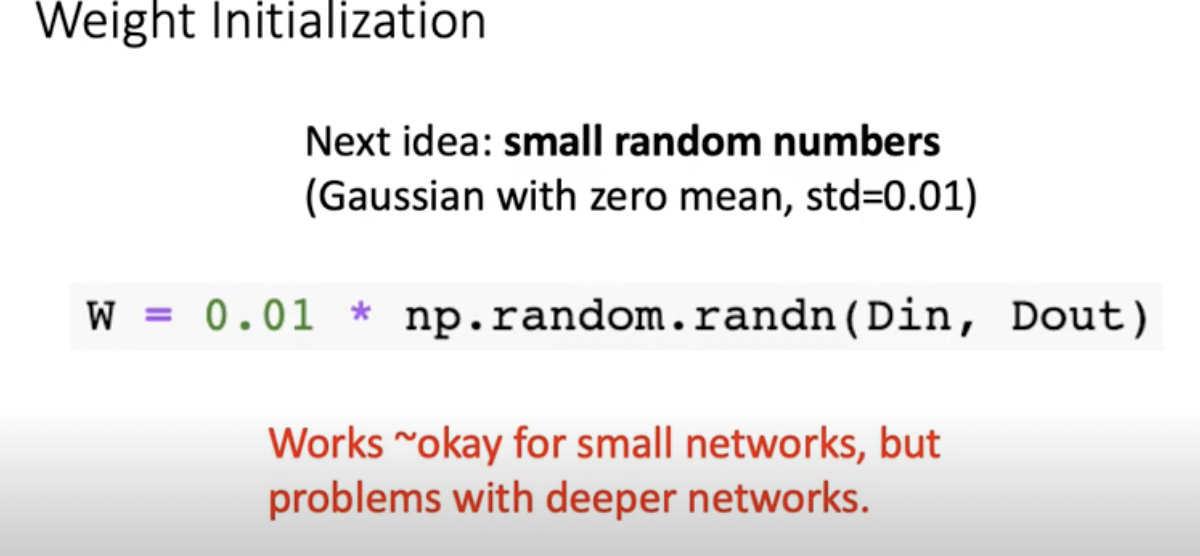 Weight Initialization
Next idea: small random numbers
(Gaussian with zero mean, std=0.01)
W = 0.01 * np.random.randn(Din, Dout)
Works ~okay for small networks, but
problems with deeper networks.